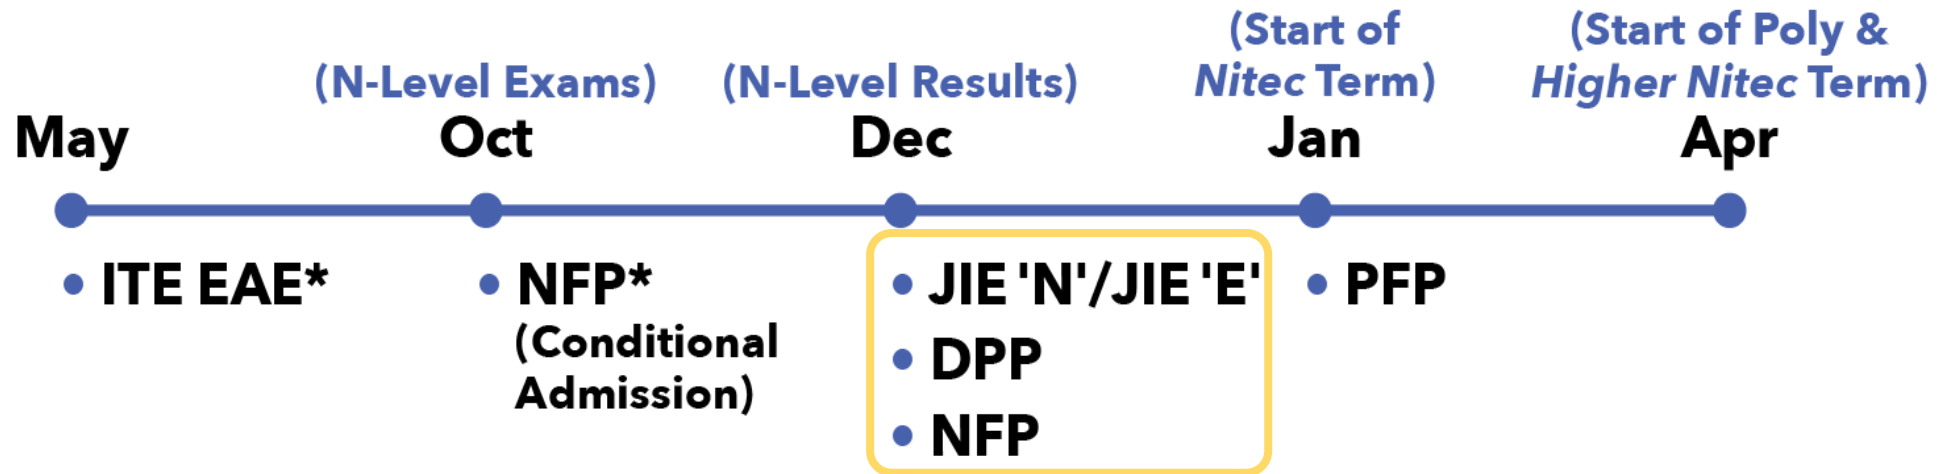 (N-Level Exams)
(N-Level Results)
(Start of
Nitec Term)
(Start of Poly &
Higher Nitec Term)
May
Oct
Dec
Jan
Apr
• ITE EAE*
• NFP*
(Conditional
Admission)
• JIE 'N'/JIE 'E'
• DPP
• NFP
• PFP